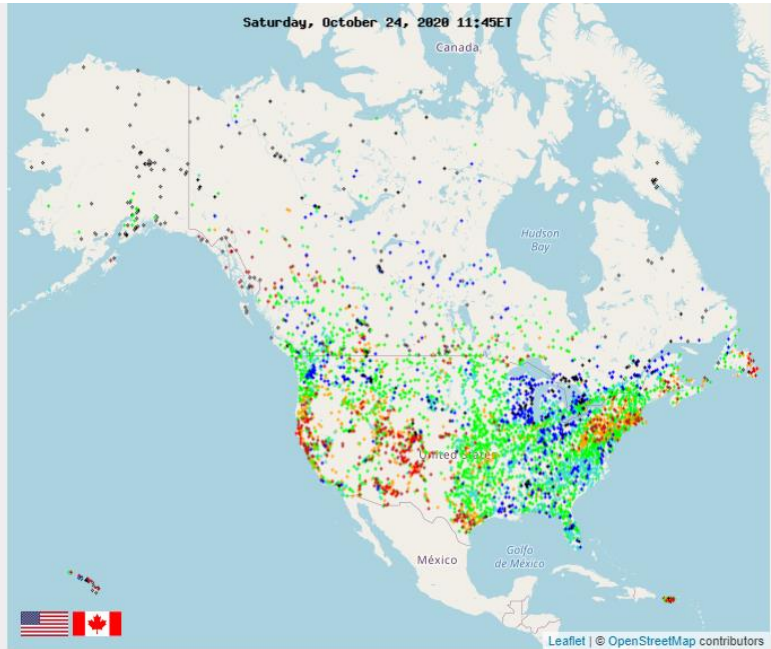 Saturday, October 24, 2020 11:45ET
Canada
Hudson
Bay
United States
México
Golfo
de México
Leaflet | © OpenStreetMap contributors